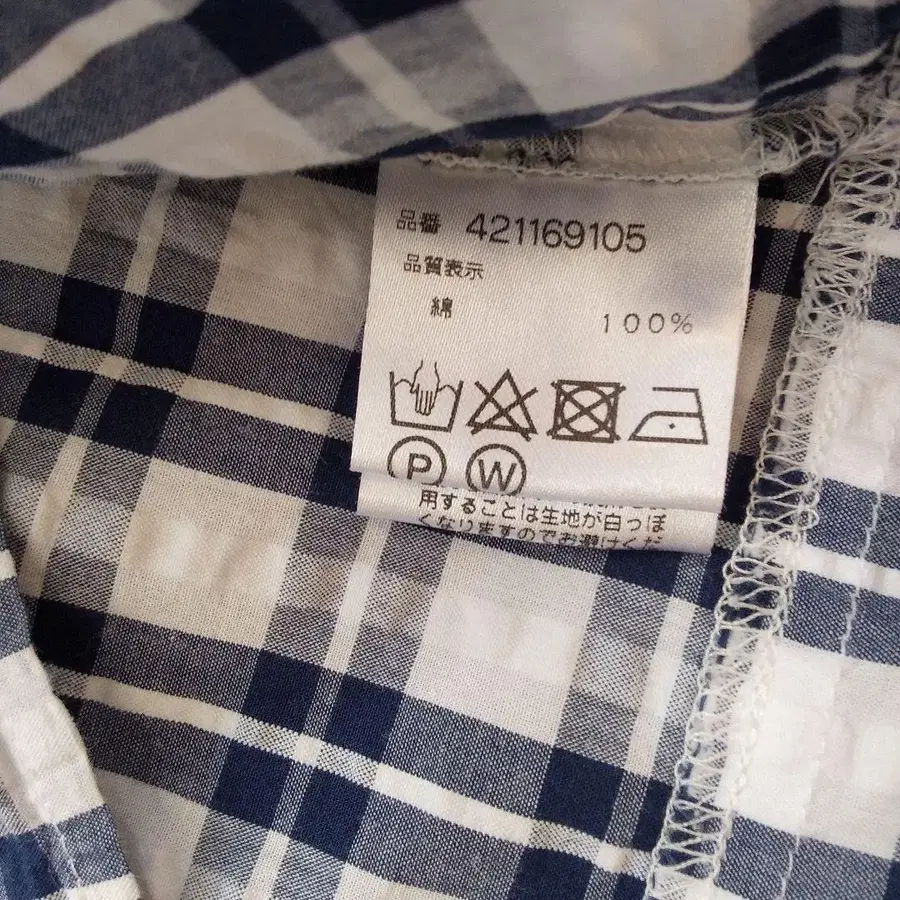 品番 421169105
品質表示
綿 100%
P W
用することは生地が白っぽ
くなりますのでお避けくだ